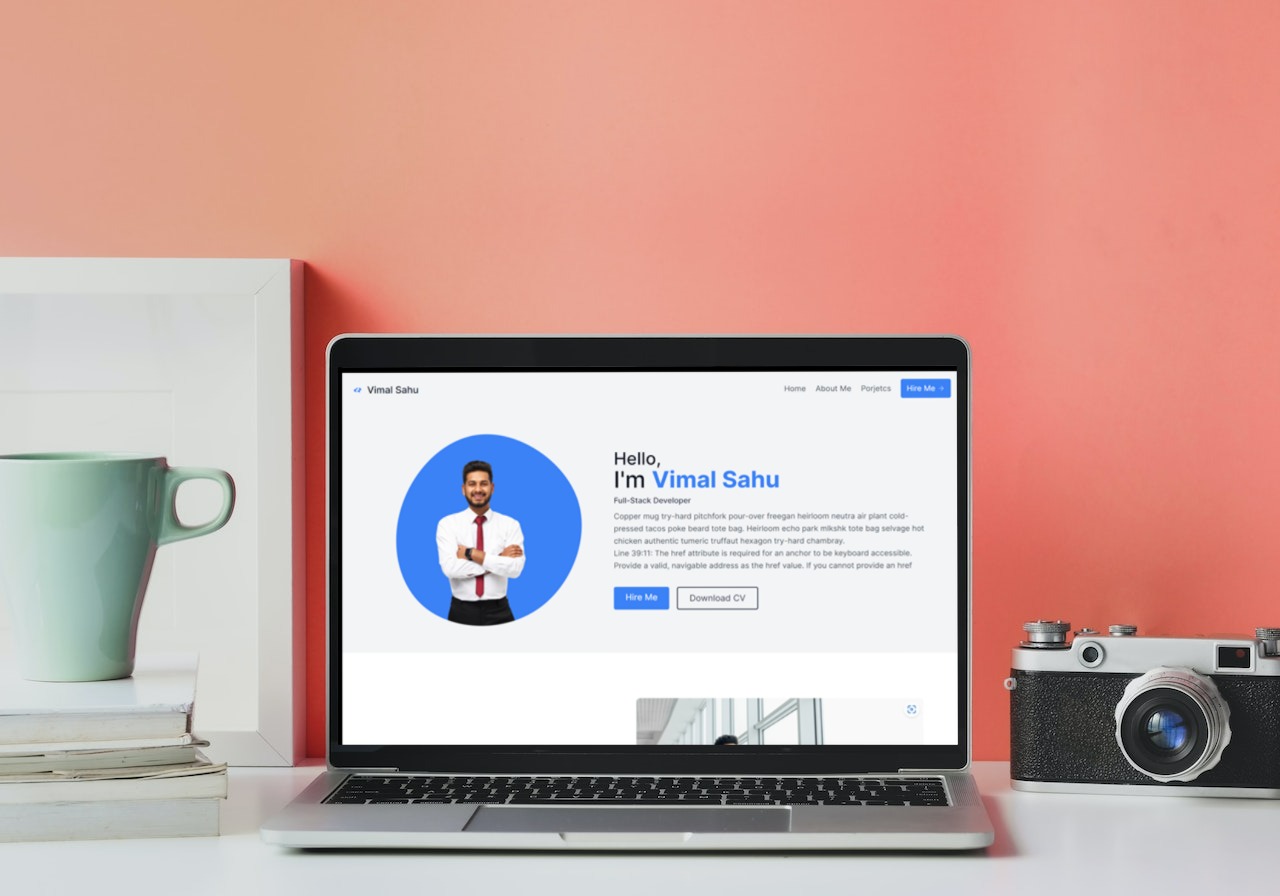 Vimal Sahu
Home About Me Porjetcs Hire Me
Hello,
I'm Vimal Sahu
Full-Stack Developer
Copper mug try-hard pitchfork pour-over freegan heirloom neutra air plant cold-
pressed tacos poke beard tote bag. Heirloom echo park mlkshk tote bag selvage hot
chicken authentic tumeric truffaut hexagon try-hard chambray.
Line 39:11: The href attribute is required for an anchor to be keyboard accessible.
Provide a valid, navigable address as the href value. If you cannot provide an href
Hire Me Download CV